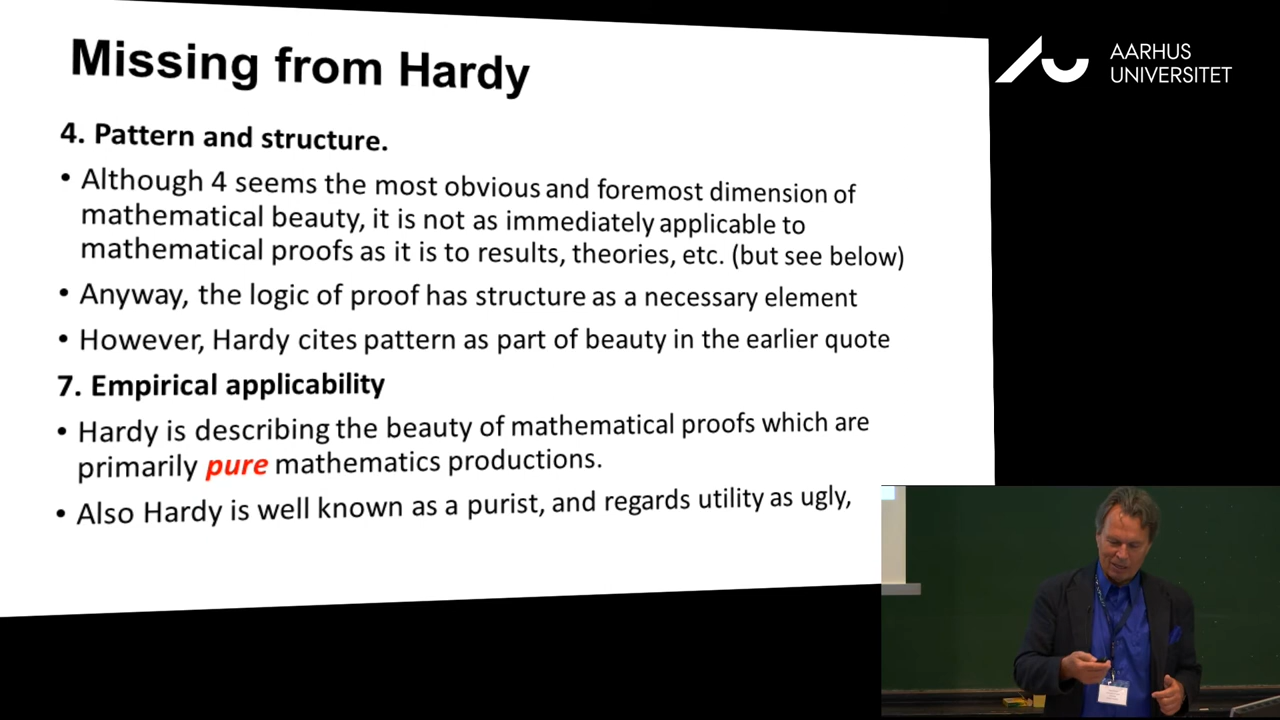 Missing from Hardy
AARHUS
UNIVERSITET
4. Pattern and structure.
• Although 4 seems the most obvious and foremost dimension of
mathematical beauty, it is not as immediately applicable to
mathematical proofs as it is to results, theories, etc. (but see below)
• Anyway, the logic of proof has structure as a necessary element
• However, Hardy cites pattern as part of beauty in the earlier quote
7. Empirical applicability
• Hardy is describing the beauty of mathematical proofs which are
primarily pure mathematics productions.
• Also Hardy is well known as a purist, and regards utility as ugly,